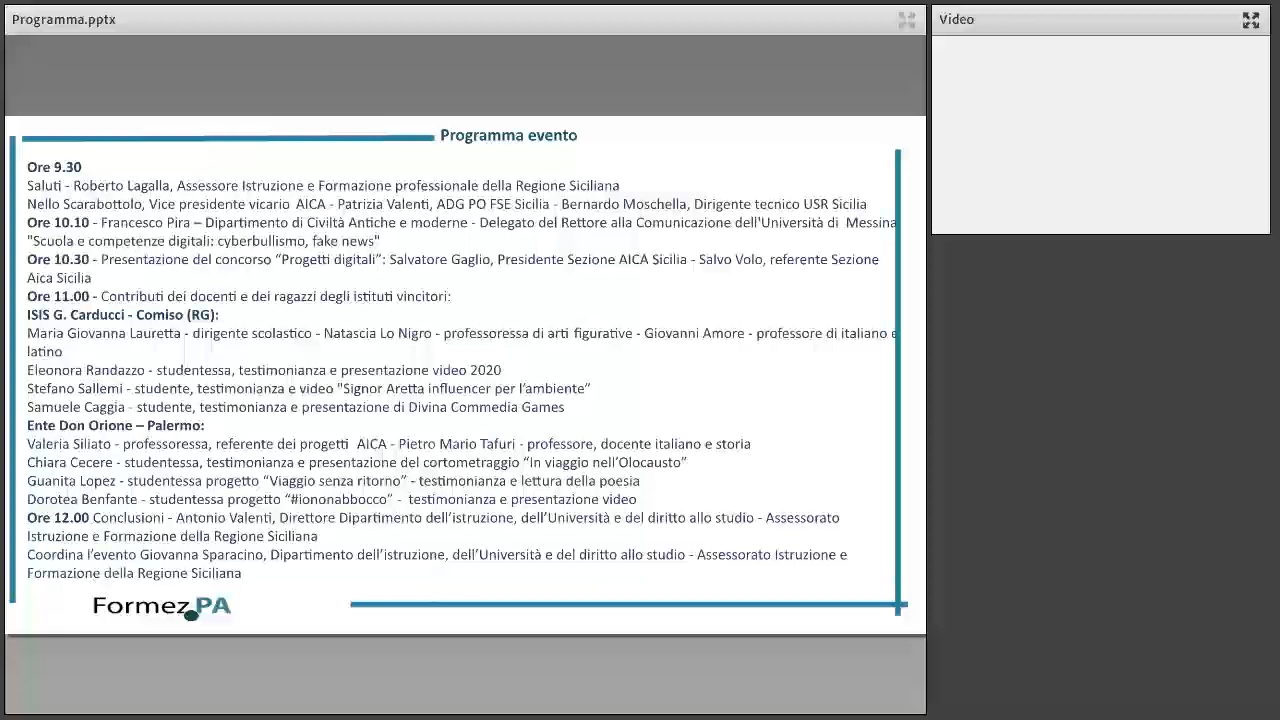 Programma.pptx
Video
Programma evento
Ore 9.30
Saluti - Roberto Lagalla, Assessore Istruzione e Formazione professionale della Regione Siciliana
Nello Scarabottolo, Vice presidente vicario AICA - Patrizia Valenti, ADG PO FSE Sicilia - Bernardo Moschella, Dirigente tecnico USR Sicilia
Ore 10.10 - Francesco Pira – Dipartimento di Civiltà Antiche e moderne - Delegato del Rettore alla Comunicazione dell'Università di Messina
"Scuola e competenze digitali: cyberbullismo, fake news"
Ore 10.30 - Presentazione del concorso “Progetti digitali”: Salvatore Gaglio, Presidente Sezione AICA Sicilia - Salvo Volo, referente Sezione
Aica Sicilia
Ore 11.00 - Contributi dei docenti e dei ragazzi degli istituti vincitori:
ISIS G. Carducci - Comiso (RG):
Maria Giovanna Lauretta - dirigente scolastico - Natascia Lo Nigro - professoressa di arti figurative - Giovanni Amore - professore di italiano e
latino
Eleonora Randazzo - studentessa, testimonianza e presentazione video 2020
Stefano Sallemi - studente, testimonianza e video "Signor Aretta influencer per l’ambiente”
Samuele Caggia - studente, testimonianza e presentazione di Divina Commedia Games
Ente Don Orione – Palermo:
Valeria Siliato - professoressa, referente dei progetti AICA - Pietro Mario Tafuri - professore, docente italiano e storia
Chiara Cecere - studentessa, testimonianza e presentazione del cortometraggio “In viaggio nell’Olocausto”
Guanita Lopez - studentessa progetto “Viaggio senza ritorno” - testimonianza e lettura della poesia
Dorotea Benfante - studentessa progetto “#iononabbocco” - testimonianza e presentazione video
Ore 12.00 Conclusioni - Antonio Valenti, Direttore Dipartimento dell’istruzione, dell’Università e del diritto allo studio - Assessorato
Istruzione e Formazione della Regione Siciliana
Coordina l’evento Giovanna Sparacino, Dipartimento dell’istruzione, dell’Università e del diritto allo studio - Assessorato Istruzione e
Formazione della Regione Siciliana
Formez PA